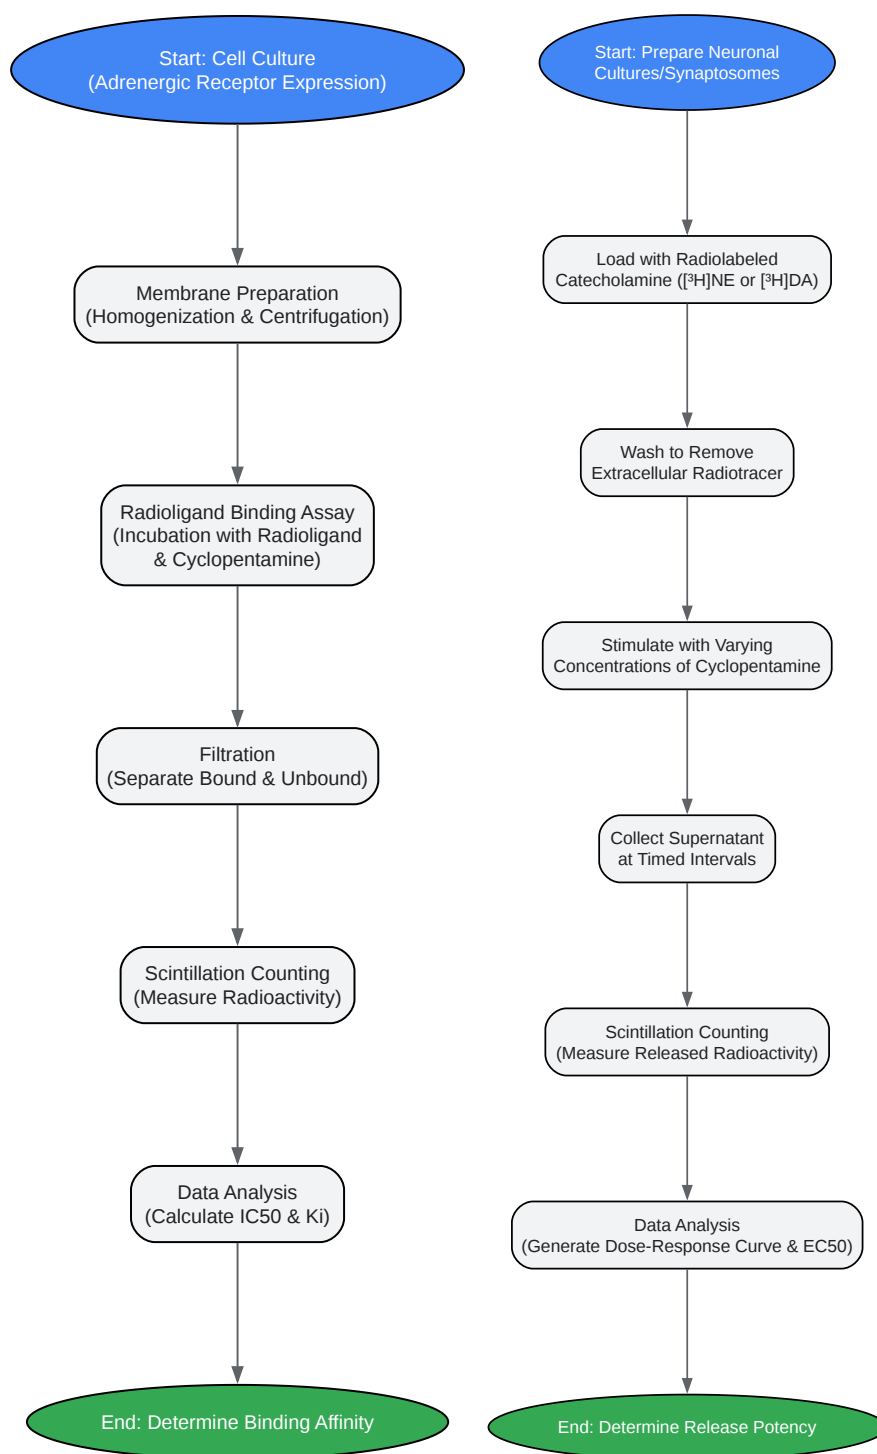 Start: Cell Culture
(Adrenergic Receptor Expression)
Membrane Preparation
(Homogenization & Centrifugation)
Radioligand Binding Assay
(Incubation with Radioligand
& Cyclopentamine)
Filtration
(Separate Bound & Unbound)
Scintillation Counting
(Measure Radioactivity)
Data Analysis
(Calculate IC50 & Ki)
End: Determine Binding Affinity
Start: Prepare Neuronal
Cultures/Synaptosomes
Load with Radiolabeled
Catecholamine ([³H]NE or [³H]DA)
Wash to Remove
Extracellular Radiotracer
Stimulate with Varying
Concentrations of Cyclopentamine
Collect Supernatant
at Timed Intervals
Scintillation Counting
(Measure Released Radioactivity)
Data Analysis
(Generate Dose-Response Curve & EC50)
End: Determine Release Potency